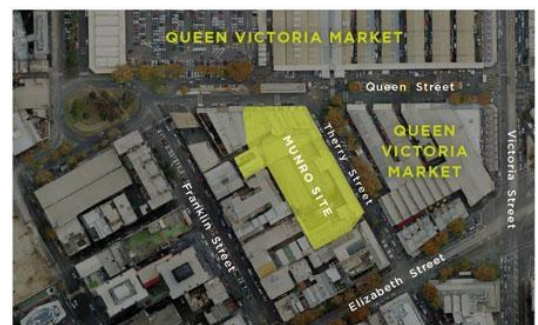 QUEEN VICTORIA MARKET
Queen Street
QUEEN
VICTORIA
MARKET
Therry Street
MUNRO SITE
Victoria Street
Franklin Street
Elizabeth Street